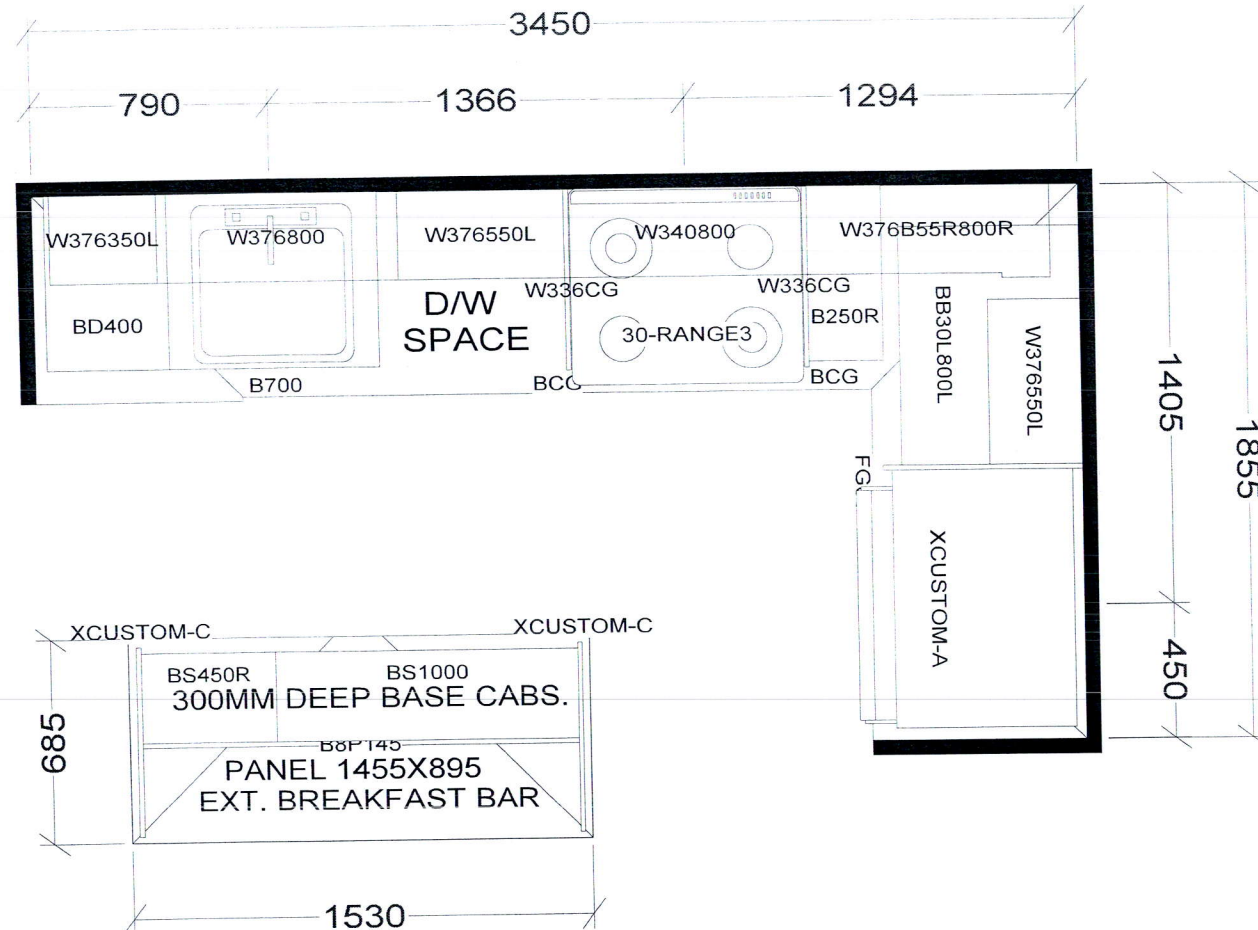 3450
790
1366
1294
W376350L
W376800
W376550L
W340800
W376B55R800R
W336CG
W336CG
D/W
SPACE
BD400
30-RANGE3
B250R
BB30L800L
W376550L
B700
BCG
BCG
1405
1855
FG
XCUSTOM-A
450
XCUSTOM-C
XCUSTOM-C
BS450R
BS1000
300MM DEEP BASE CABS.
685
B8P145
PANEL 1455X895
EXT. BREAKFAST BAR
1530